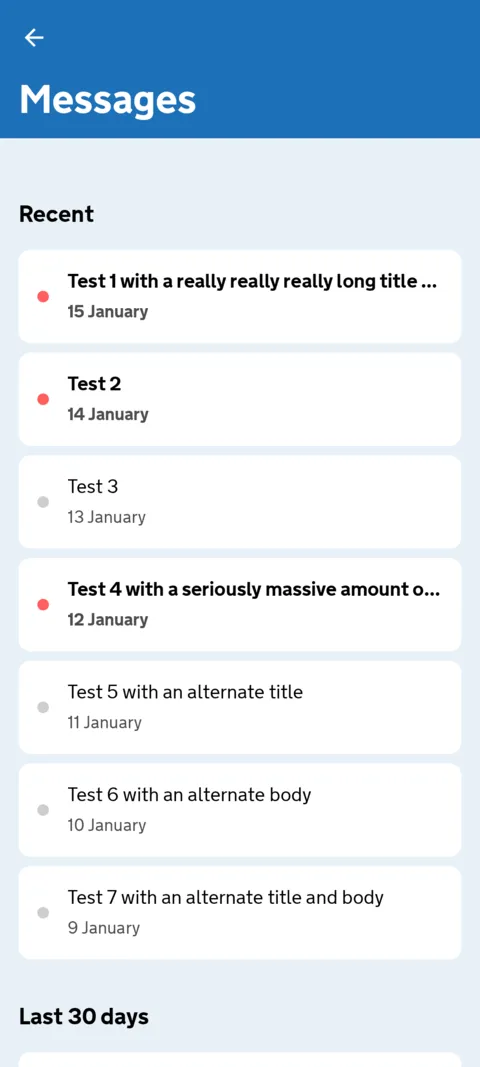 Messages
Recent
Test 1 with a really really really long title ...
15 January
Test 2
14 January
Test 3
13 January
Test 4 with a seriously massive amount o...
12 January
Test 5 with an alternate title
11 January
Test 6 with an alternate body
10 January
Test 7 with an alternate title and body
9 January
Last 30 days